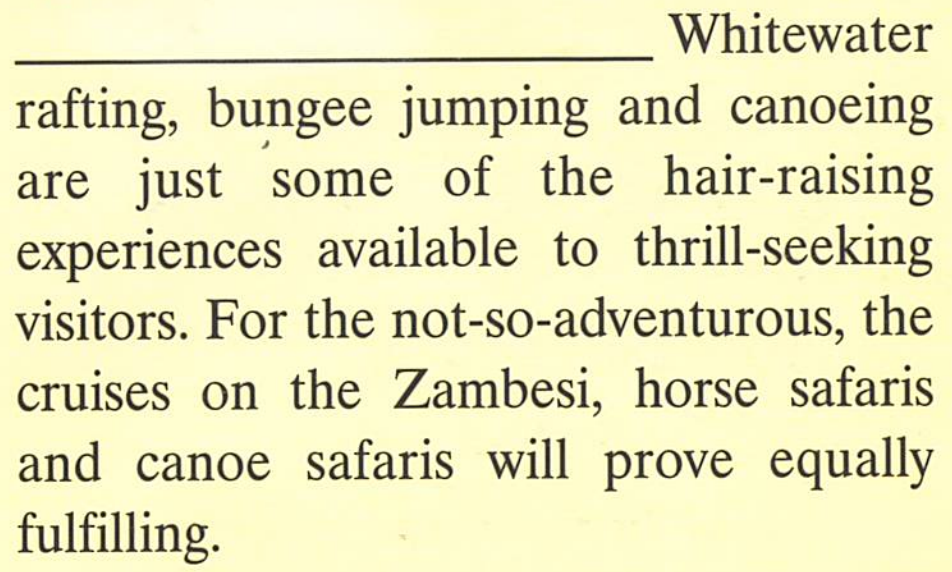 _______________ Whitewater
rafting, bungee jumping and canoeing
are just some of the hair-raising
experiences available to thrill-seeking
visitors. For the not-so-adventurous, the
cruises on the Zambesi, horse safaris
and canoe safaris will prove equally
fulfilling.